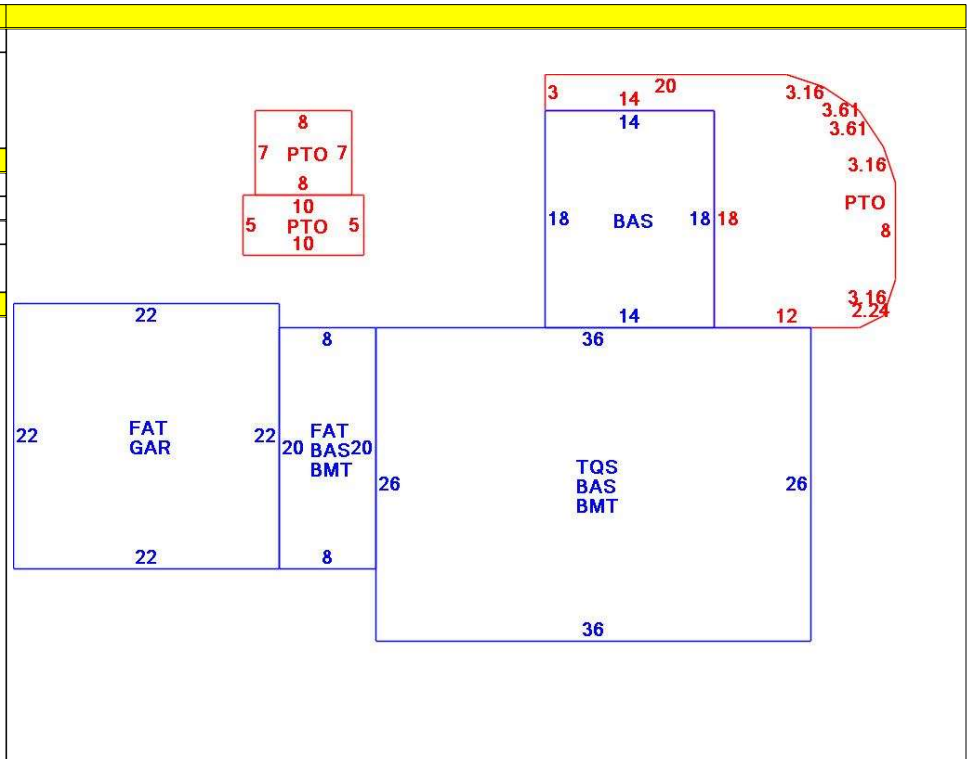 20
3
14
3.16
14
3.61
3.61
8
7 PTO 7
8
3.16
10
5 PTO 5
10
PTO
18 BAS 18 18
8
3.16
2.24
14
12
22
8
36
22
FAT
GAR
22
20 FAT
BAS 20
BMT
26
TQS
BAS
BMT
26
22
8
36